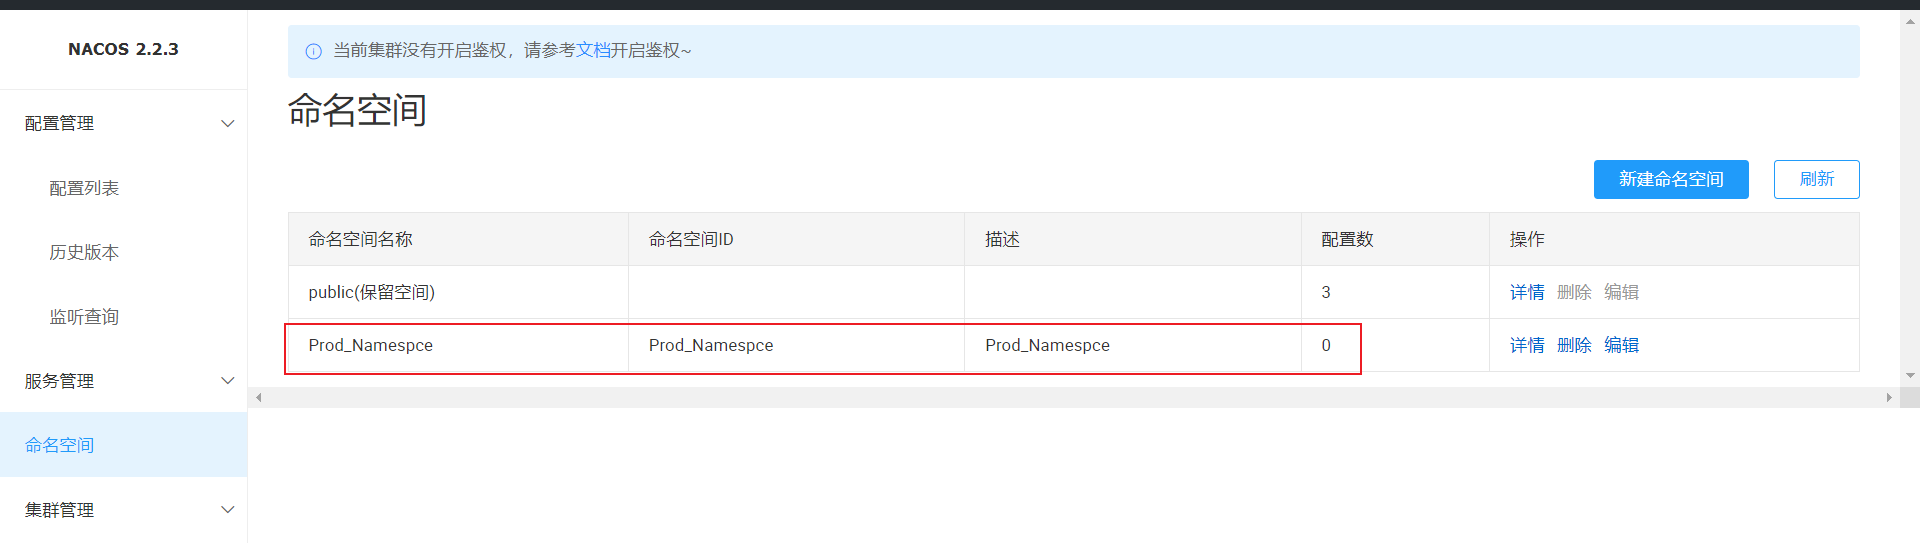 NACOS 2.2.3
配置管理
配置列表
历史版本
监听查询
服务管理
命名空间
集群管理
当前集群没有开启鉴权，请参考文档开启鉴权~
命名空间
新建命名空间 刷新
命名空间名称 命名空间ID 描述 配置数 操作
public(保留空间) 3 详情 删除 编辑
Prod_Namespce Prod_Namespce Prod_Namespce 0 详情 删除 编辑